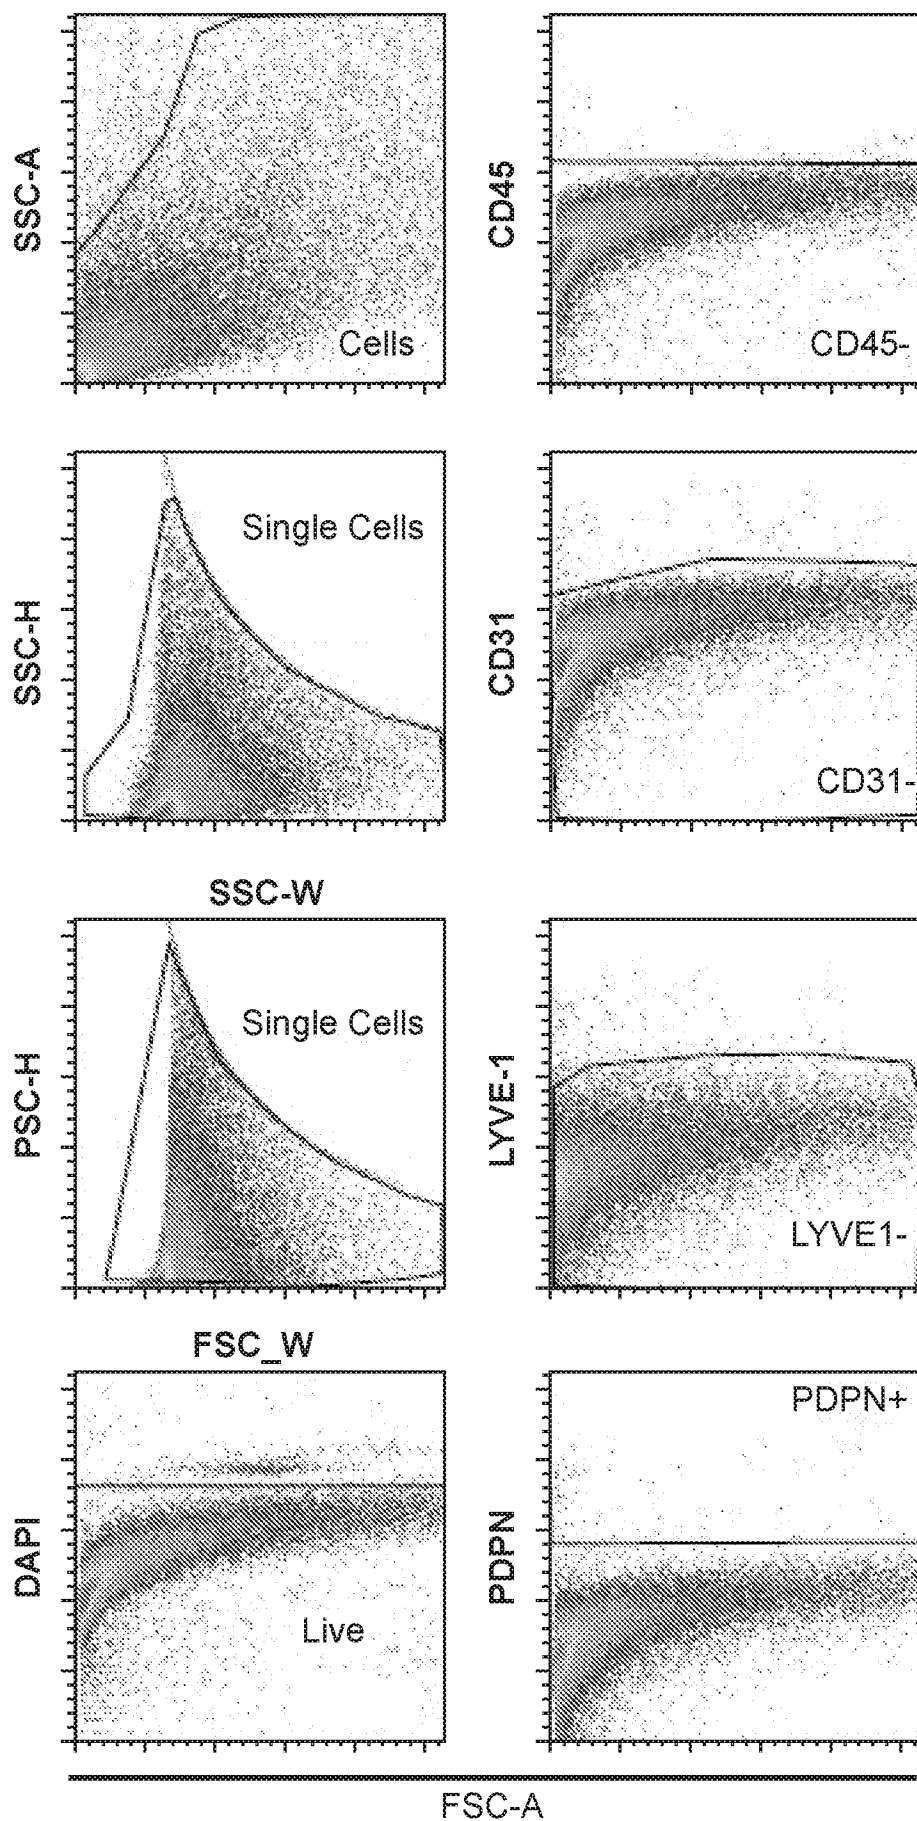 SSC-A
Cells
CD45
CD45-
SSC-H
Single Cells
SSC-W
CD31
CD31-
PSC-H
Single Cells
FSC_W
LYVE-1
LYVE1-
DAPI
Live
PDPN
PDPN+
FSC-A